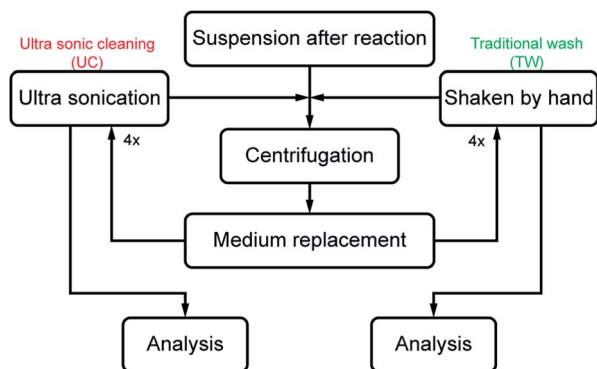 Ultra sonic cleaning
(UC)
Suspension after reaction
Traditional wash
(TW)
Ultra sonication
Shaken by hand
4x
Centrifugation
4x
Medium replacement
Analysis
Analysis